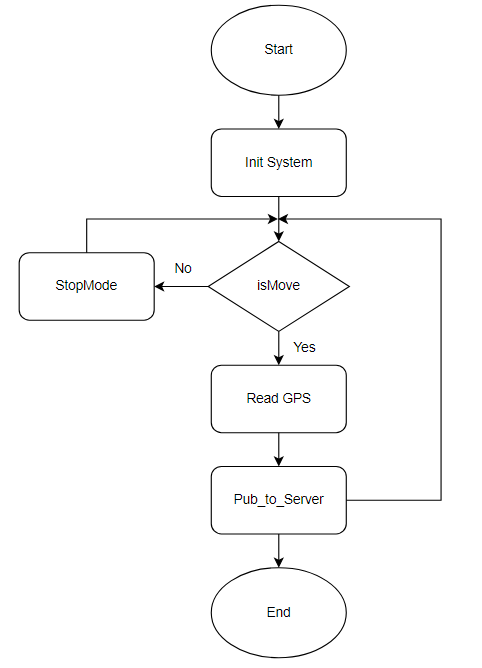 Start
Init System
No
StopMode
isMove
Yes
Read GPS
Pub_to_Server
End